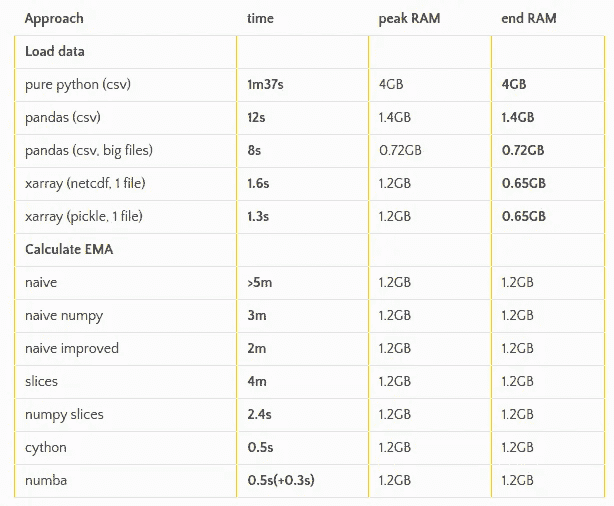 Approach time peak RAM end RAM
Load data
pure python (csv) 1m37s 4GB 4GB
pandas (csv) 12s 1.4GB 1.4GB
pandas (csv, big files) 8s 0.72GB 0.72GB
xarray (netcdf, 1 file) 1.6s 1.2GB 0.65GB
xarray (pickle, 1 file) 1.3s 1.2GB 0.65GB
Calculate EMA
naive >5m 1.2GB 1.2GB
naive numpy 3m 1.2GB 1.2GB
naive improved 2m 1.2GB 1.2GB
slices 4m 1.2GB 1.2GB
numpy slices 2.4s 1.2GB 1.2GB
cython 0.5s 1.2GB 1.2GB
numba 0.5s(+0.3s) 1.2GB 1.2GB